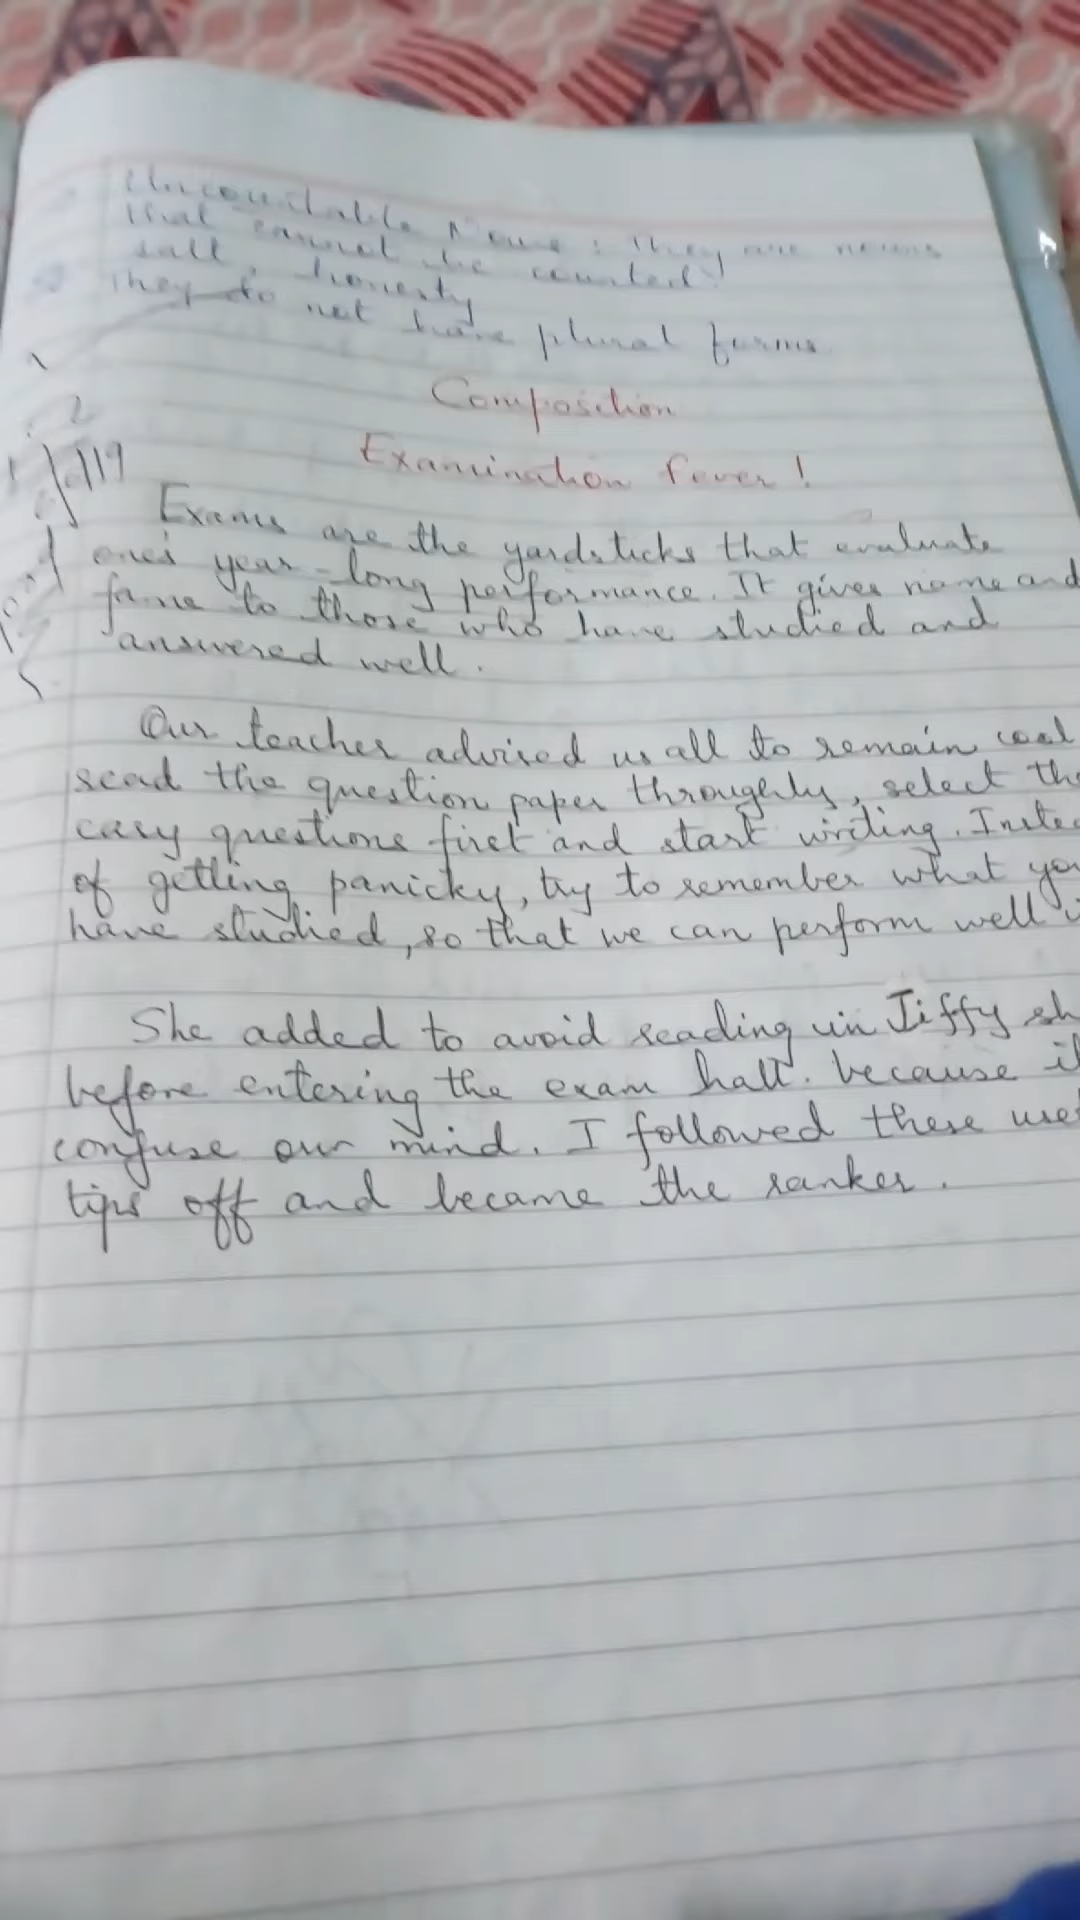 Uncountable Nouns : They are nouns
that cannot be counted.
salt, honesty
They do not have plural forms.
Composition
Examination fever !
Exams are the yardsticks that evaluate
one's year-long performance. It gives name and
fame to those who have studied and
answered well.
Our teacher advised us all to remain cool
read the question paper throughly, select the
easy questions first and start writing.
of getting panicky, try to remember what you
have studied, so that we can perform well
She added to avoid reading in Jiffy
before entering the exam hall. because
confuse our mind. I followed these
tips off and became the ranker.